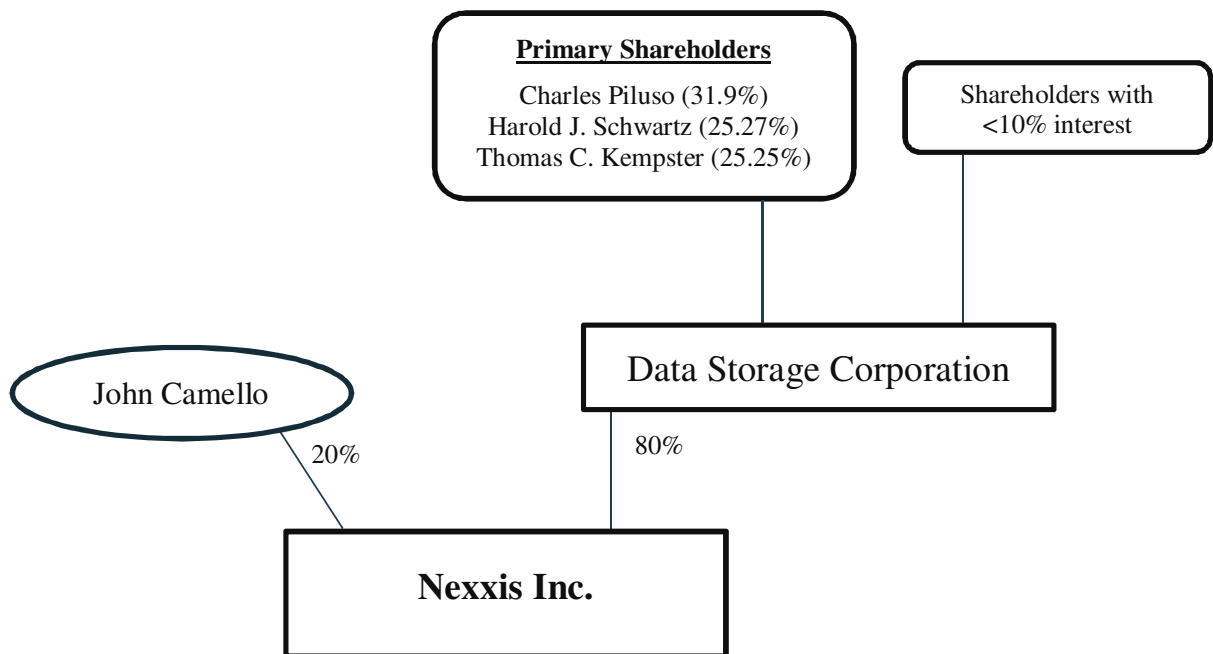 Primary Shareholders
Charles Piluso (31.9%)
Harold J. Schwartz (25.27%)
Thomas C. Kempster (25.25%)
Shareholders with
<10% interest
Data Storage Corporation
John Camello
20%
80%
Nexxis Inc.